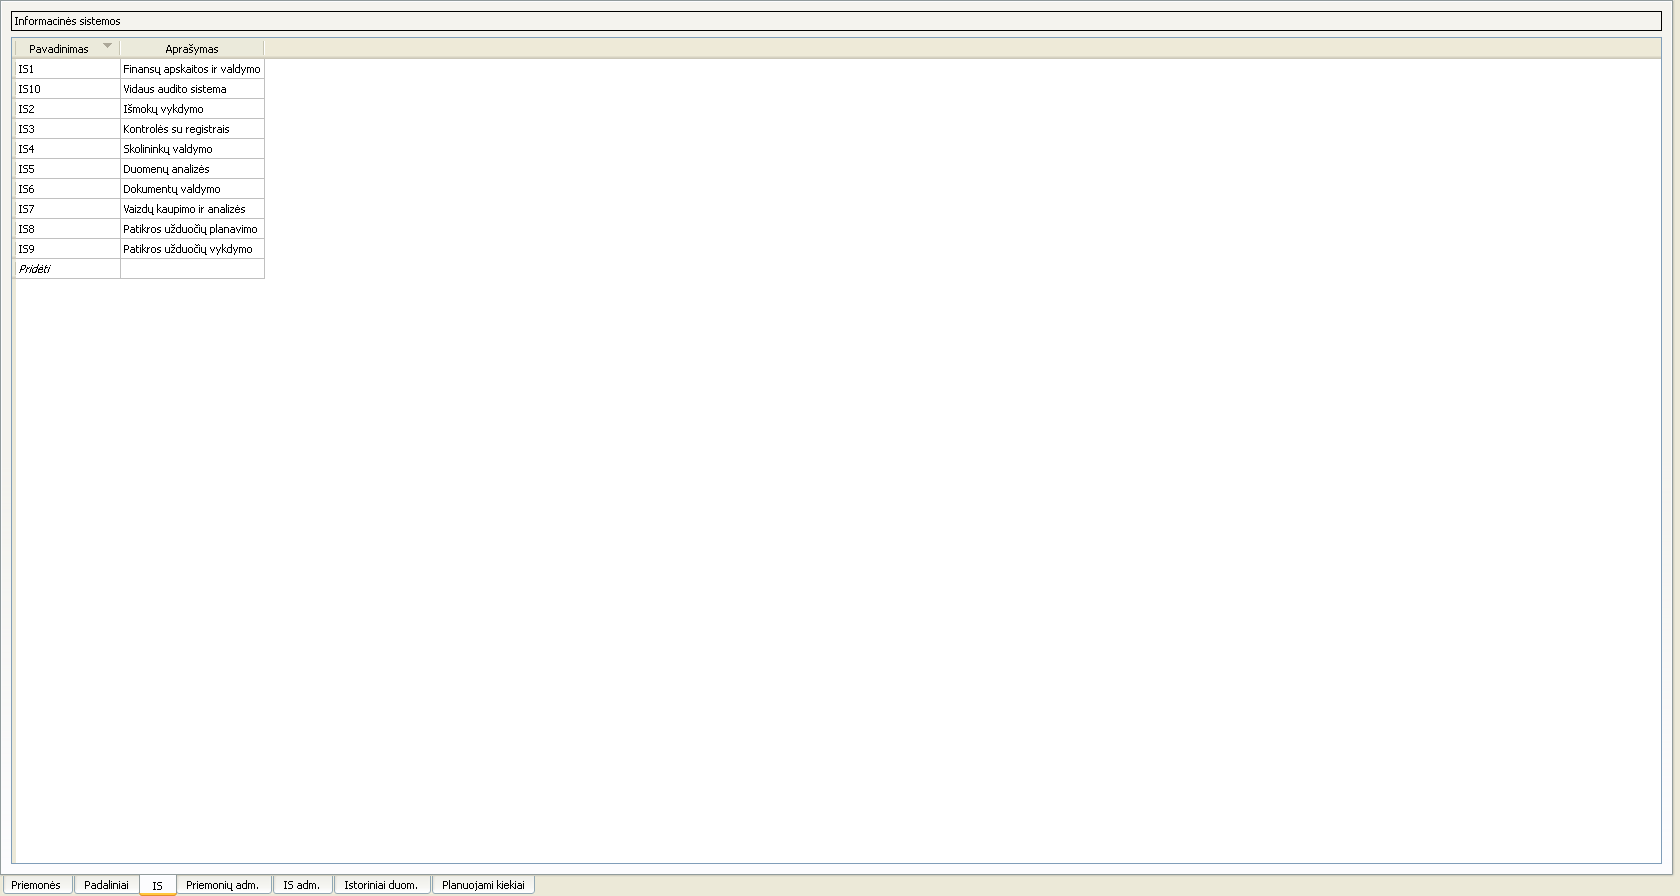 Informacinės sistemos
Pavadinimas Aprašymas
IS1 Finansų apskaitos ir valdymo
IS10 Vidaus audito sistema
IS2 Išmokų vykdymo
IS3 Kontrolės su registrais
IS4 Skolininkų valdymo
IS5 Duomenų analizės
IS6 Dokumentų valdymo
IS7 Vaizdų kaupimo ir analizės
IS8 Patikros užduočių planavimo
IS9 Patikros užduočių vykdymo
Pridėti
Priemonės Padaliniai IS Priemonių adm. IS adm. Istoriniai duom. Planuojami kiekiai